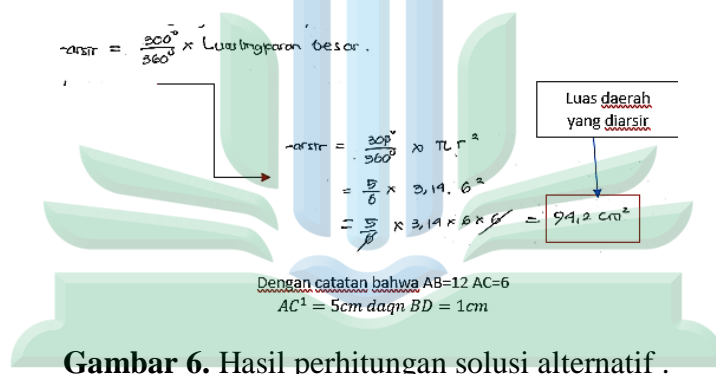 -arsir = 300°/360° × Luas lingkaran besar.
Luas daerah
yang diarsir
-arsir = 300°/360° × π r²
= 5/6 × 3,14. 6²
= 5/6 × 3,14 × 6 × 6 = 94,2 cm²
Dengan catatan bahwa AB=12 AC=6
AC¹ = 5cm daqn BD = 1cm
Gambar 6. Hasil perhitungan solusi alternatif .